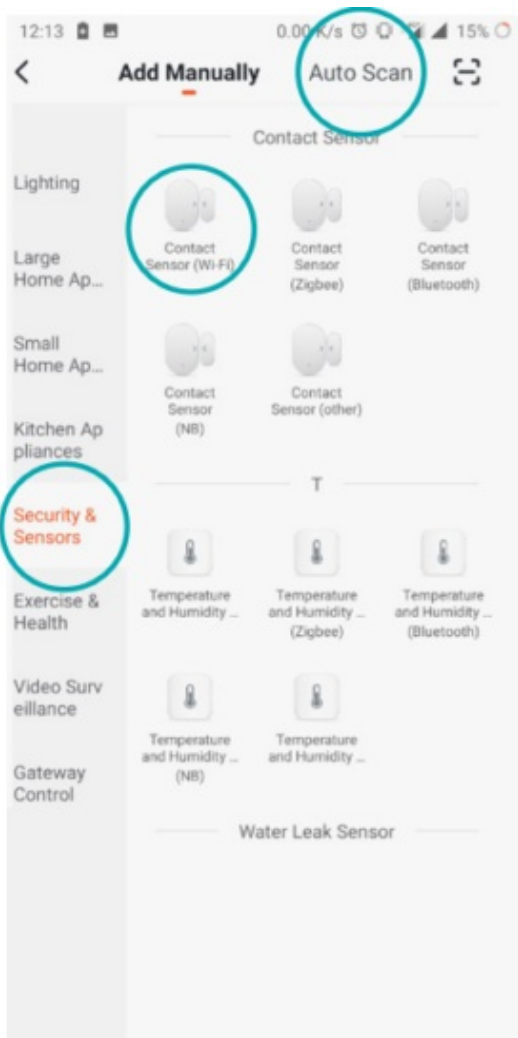 12:13 0.00 K/s 15%
Add Manually Auto Scan
Contact Sensor
Lighting
Large
Home Ap...
Small
Home Ap...
Kitchen Ap
pliances
Security &
Sensors
Exercise &
Health
Video Surv
eillance
Gateway
Control
Contact
Sensor (Wi-Fi)
Contact
Sensor
(Zigbee)
Contact
Sensor
(Bluetooth)
Contact
Sensor
(NB)
Contact
Sensor (other)
T
Temperature
and Humidity ...
Temperature
and Humidity ...
(Zigbee)
Temperature
and Humidity ...
(Bluetooth)
Temperature
and Humidity ...
(NB)
Temperature
and Humidity ...
Water Leak Sensor